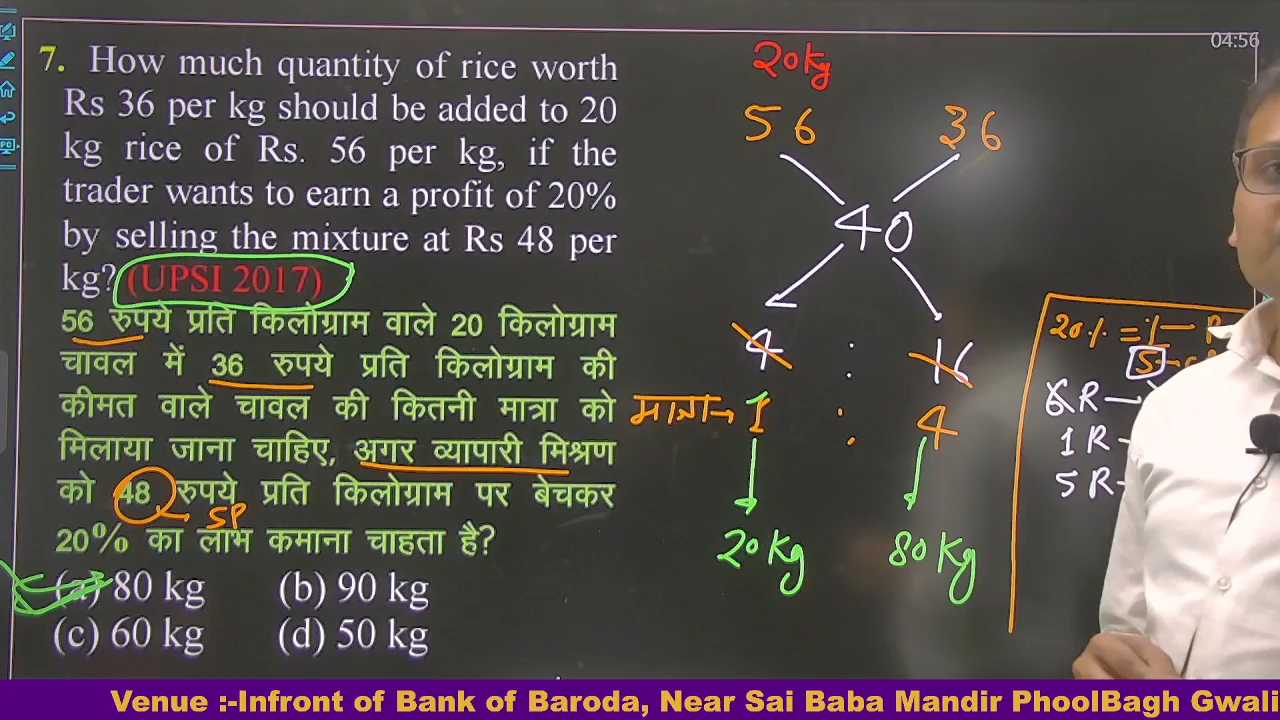 04:56
7. How much quantity of rice worth
Rs 36 per kg should be added to 20
kg rice of Rs. 56 per kg, if the
trader wants to earn a profit of 20%
by selling the mixture at Rs 48 per
kg? (UPSI 2017)
56 रुपये प्रति किलोग्राम वाले 20 किलोग्राम
चावल में 36 रुपये प्रति किलोग्राम की
कीमत वाले चावल की कितनी मात्रा को
मिलाया जाना चाहिए, अगर व्यापारी मिश्रण
को 48 रुपये प्रति किलोग्राम पर बेचकर
SP
20% का लाभ कमाना चाहता है?
(a) 80 kg (b) 90 kg
(c) 60 kg (d) 50 kg
20kg
56 36
40
4 : 16
मात्रा→ 1 : 4
20 kg 80 kg
20% =
5
6R
1R
5R
Venue :-Infront of Bank of Baroda, Near Sai Baba Mandir PhoolBagh Gwali